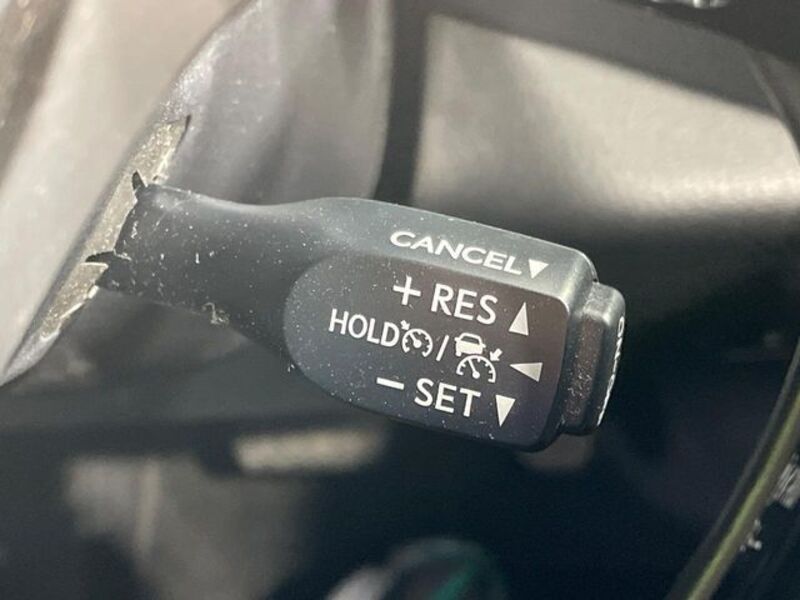 CANCEL▼
+ RES ▲
HOLD / ◀
− SET ▼